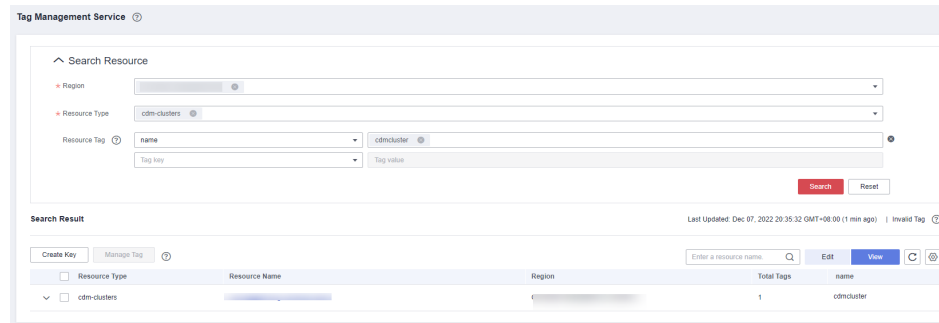 Tag Management Service ?
Search Resource
* Region
* Resource Type cdm-clusters
Resource Tag ? name cdmcluster
Tag key Tag value
Search Reset
Search Result Last Updated: Dec 07, 2022 20:35:32 GMT+08:00 (1 min ago) | Invalid Tag ?
Create Key Manage Tag ? Enter a resource name. Edit View
Resource Type Resource Name Region Total Tags name
cdm-clusters 1 cdmcluster